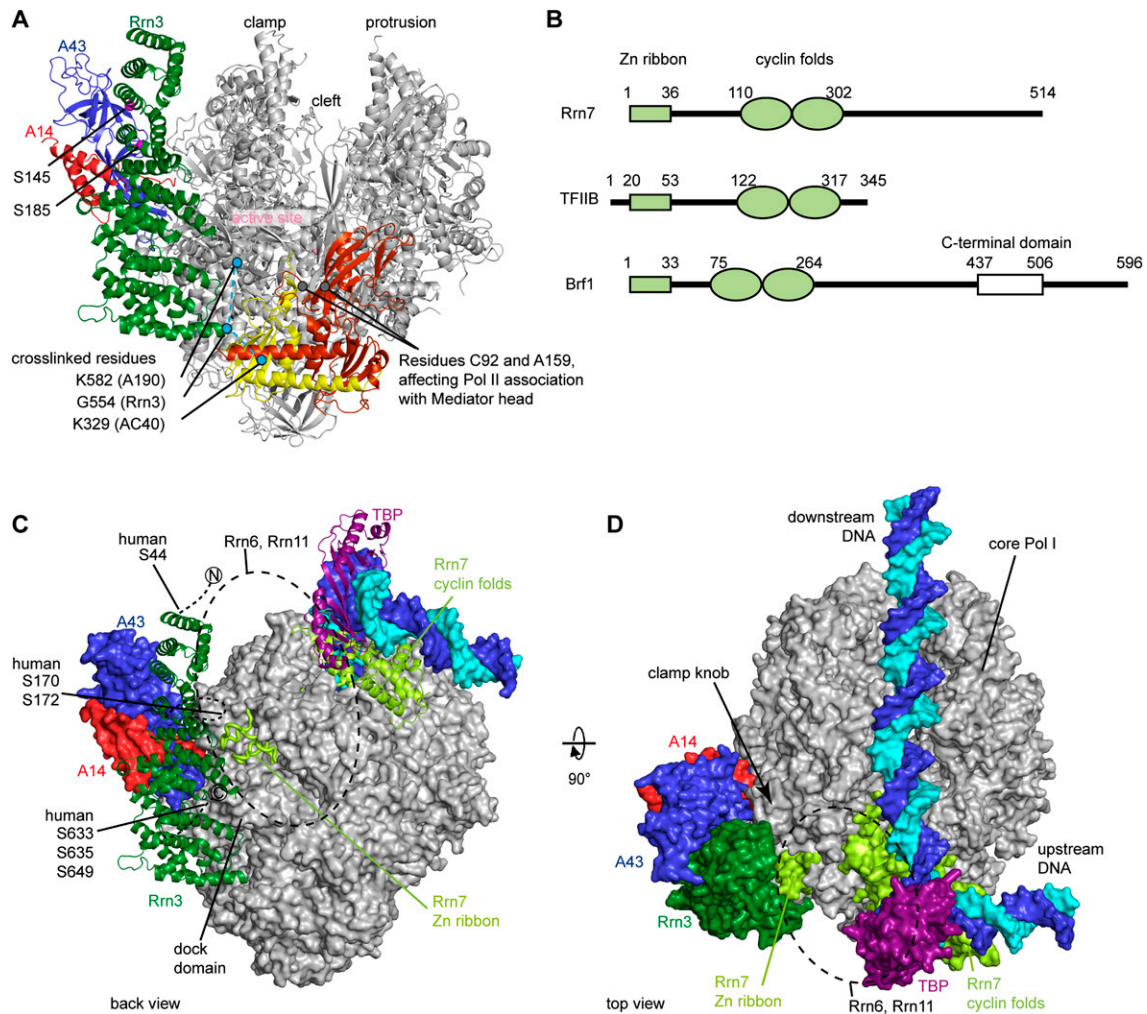 A
Rrn3
clamp
protrusion
A43
cleft
A14
S145
S185
active site
crosslinked residues
K582 (A190)
G554 (Rrn3)
K329 (AC40)
Residues C92 and A159,
affecting Pol II association
with Mediator head
B
Zn ribbon
cyclin folds
1 36 110 302 514
Rrn7
1 20 53 122 317 345
TFIIB
C-terminal domain
1 33 75 264 437 506 596
Brf1
C
TBP
human
S44
Rrn6, Rrn11
N
Rrn7
cyclin folds
A43
human
S170
S172
A14
C
human
S633
S635
S649
Rrn3
dock
domain
Rrn7
Zn ribbon
back view
90°
D
downstream
DNA
core Pol I
clamp knob
A14
A43
upstream
DNA
Rrn3
Rrn7
Zn ribbon
TBP
Rrn6, Rrn11
Rrn7
cyclin folds
top view